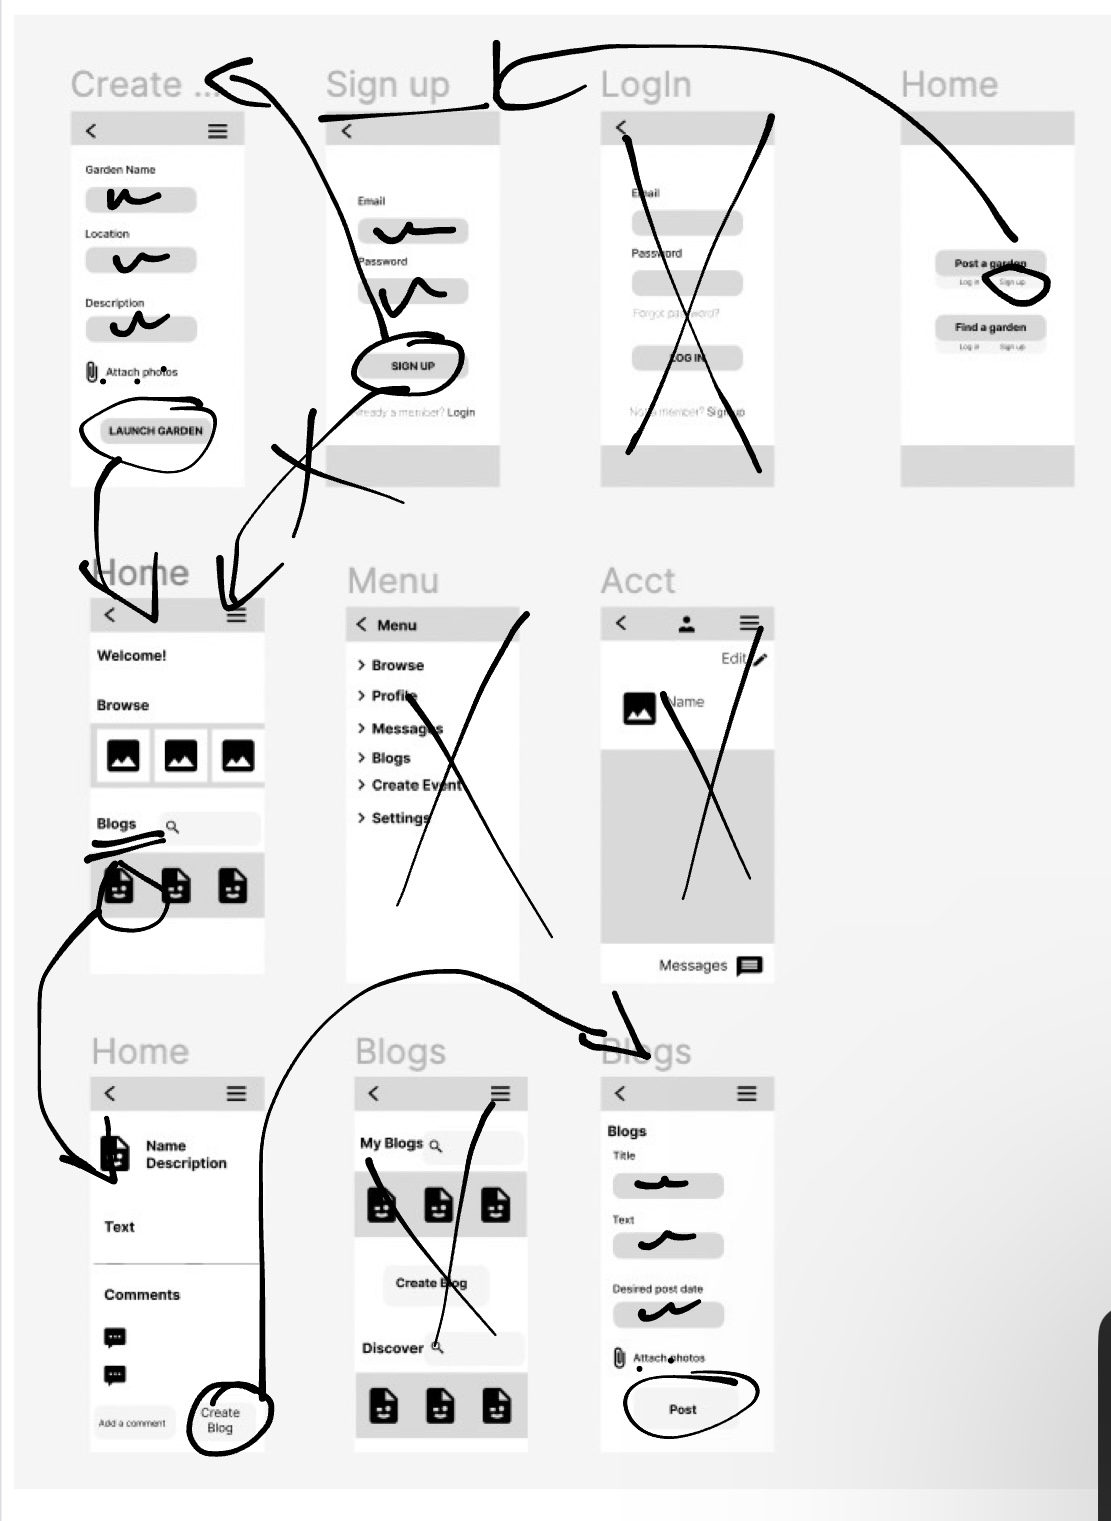 Create ...
Sign up
LogIn
Home
Garden Name
Location
Description
Attach photos
LAUNCH GARDEN
Email
Password
SIGN UP
Already a member? Login
Email
Password
Forgot password?
LOG IN
Not a member? Sign up
Post a garden
Log in Sign up
Find a garden
Log in Sign up
Home
Menu
Acct
Welcome!
Browse
Blogs
Menu
Browse
Profile
Messages
Blogs
Create Event
Settings
Edit
Name
Messages
Home
Blogs
Blogs
Name
Description
Text
Comments
Add a comment
Create
Blog
My Blogs
Create Blog
Discover
Blogs
Title
Text
Desired post date
Attach photos
Post